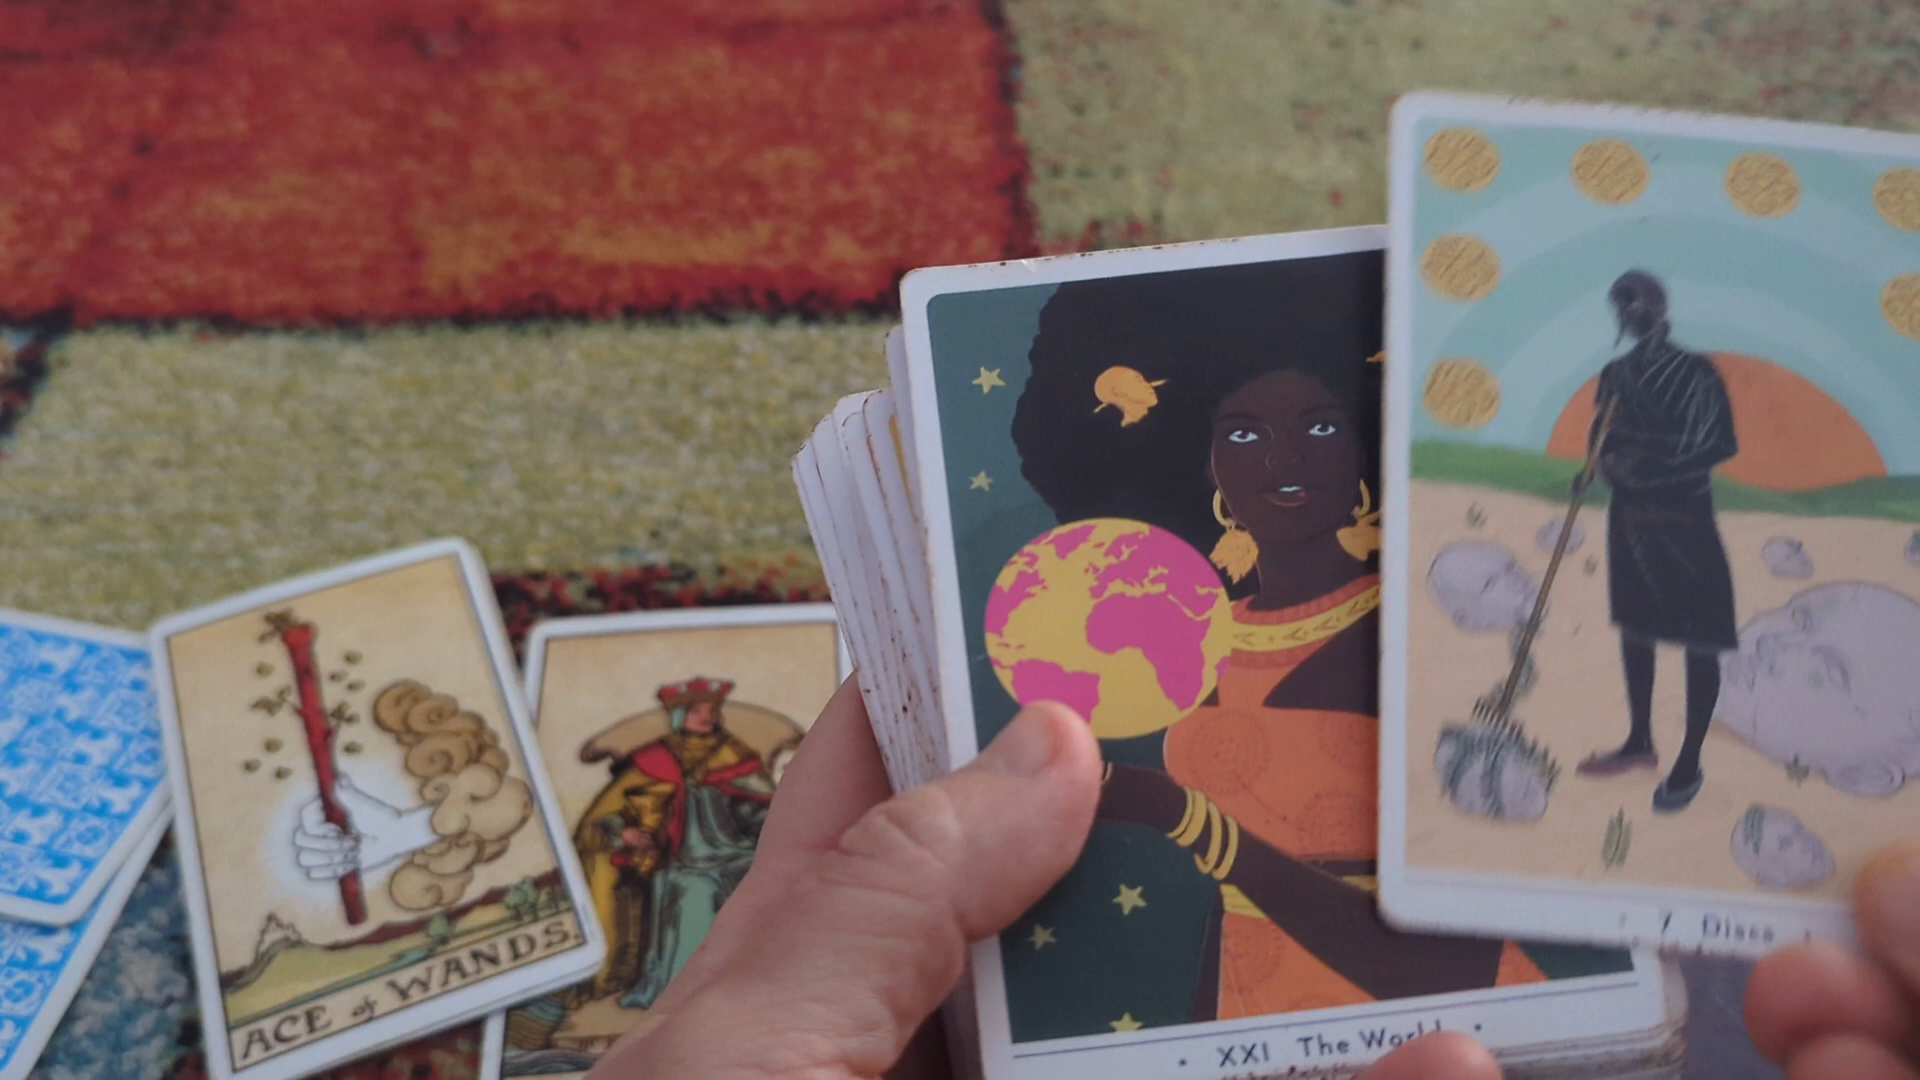 ACE of WANDS.
• XXI The World •
7 Discs